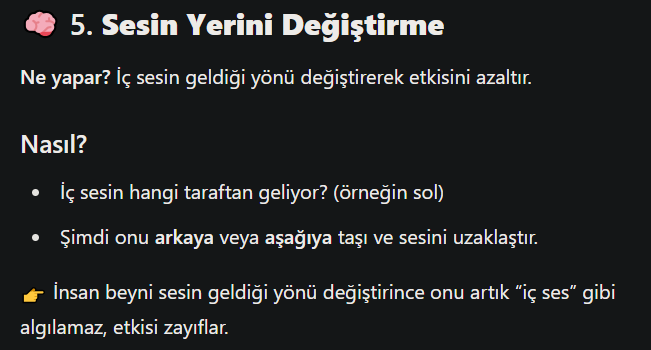 🧠 5. Sesin Yerini Değiştirme
Ne yapar? İç sesin geldiği yönü değiştirerek etkisini azaltır.
Nasıl?
• İç sesin hangi taraftan geliyor? (örneğin sol)
• Şimdi onu arkaya veya aşağıya taşı ve sesini uzaklaştır.
👉 İnsan beyni sesin geldiği yönü değiştirince onu artık “iç ses” gibi
algılamaz, etkisi zayıflar.